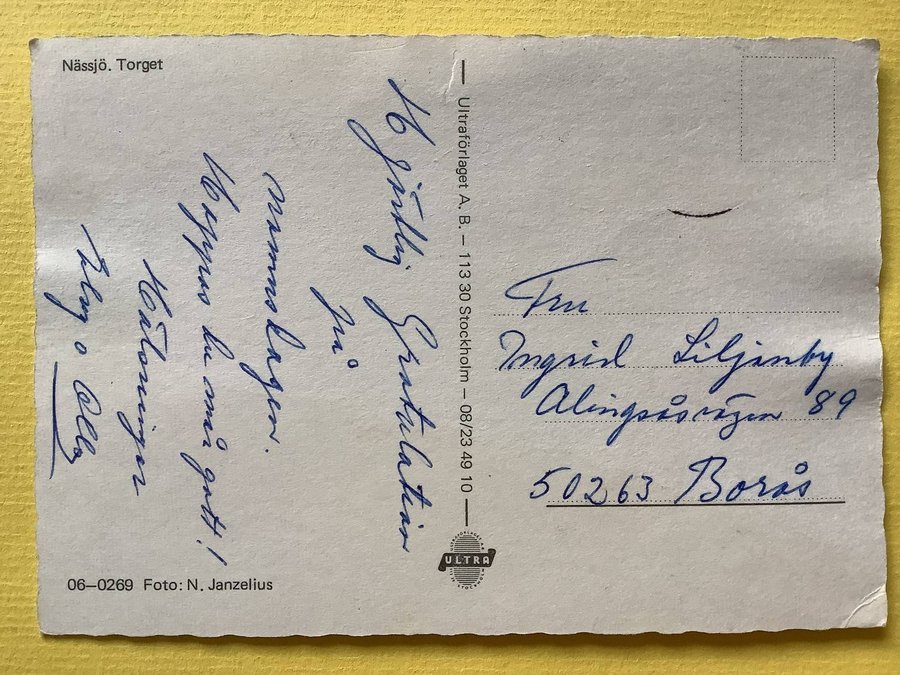 Nässjö. Torget
Hjärtlig Gratulation
på
namnsdagen.
Hoppas du mår gott!
Hälsningar
o Olle
06–0269 Foto: N. Janzelius
Ultraförlaget A. B. – 113 30 Stockholm – 08/23 49 10
ULTRA
Fru
Ingrid Liljenby
Alingsåsvägen 89
50263 Borås